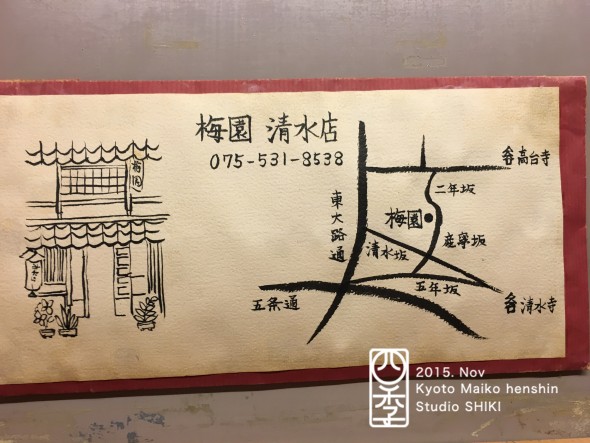 梅園 清水店
075-531-8538
高台寺
二年坂
東大路通
梅園
産寧坂
清水坂
五年坂
五条通
清水寺
梅園
2015. Nov
Kyoto Maiko henshin
Studio SHIKI